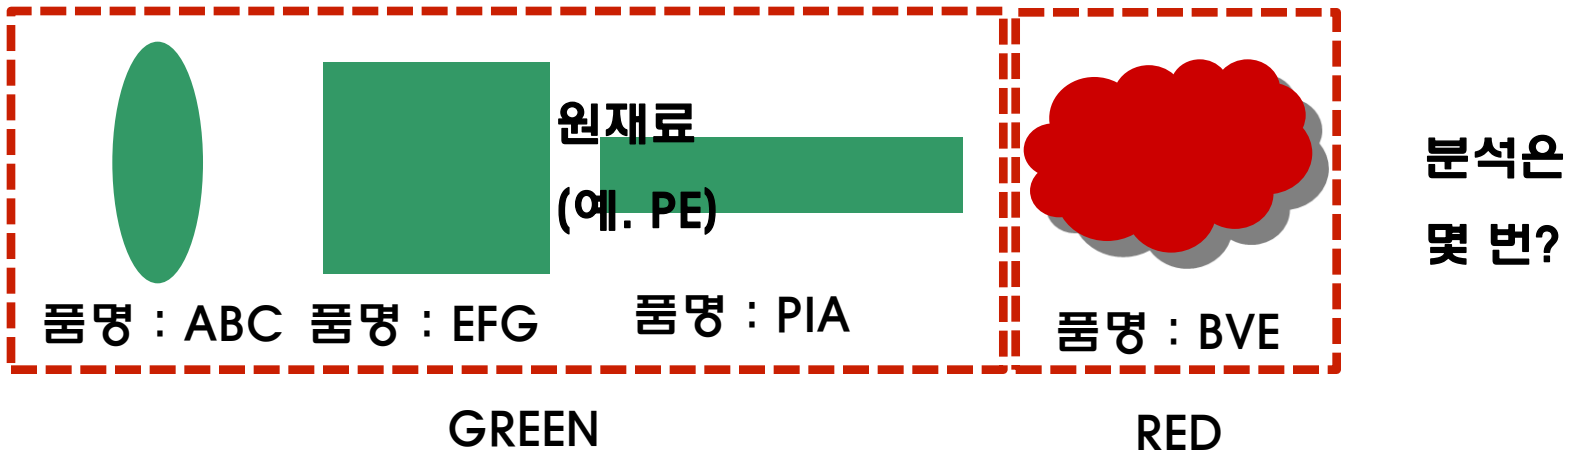 원재료
(예. PE)
품명 : ABC
품명 : EFG
품명 : PIA
품명 : BVE
GREEN
RED
분석은
몇 번?